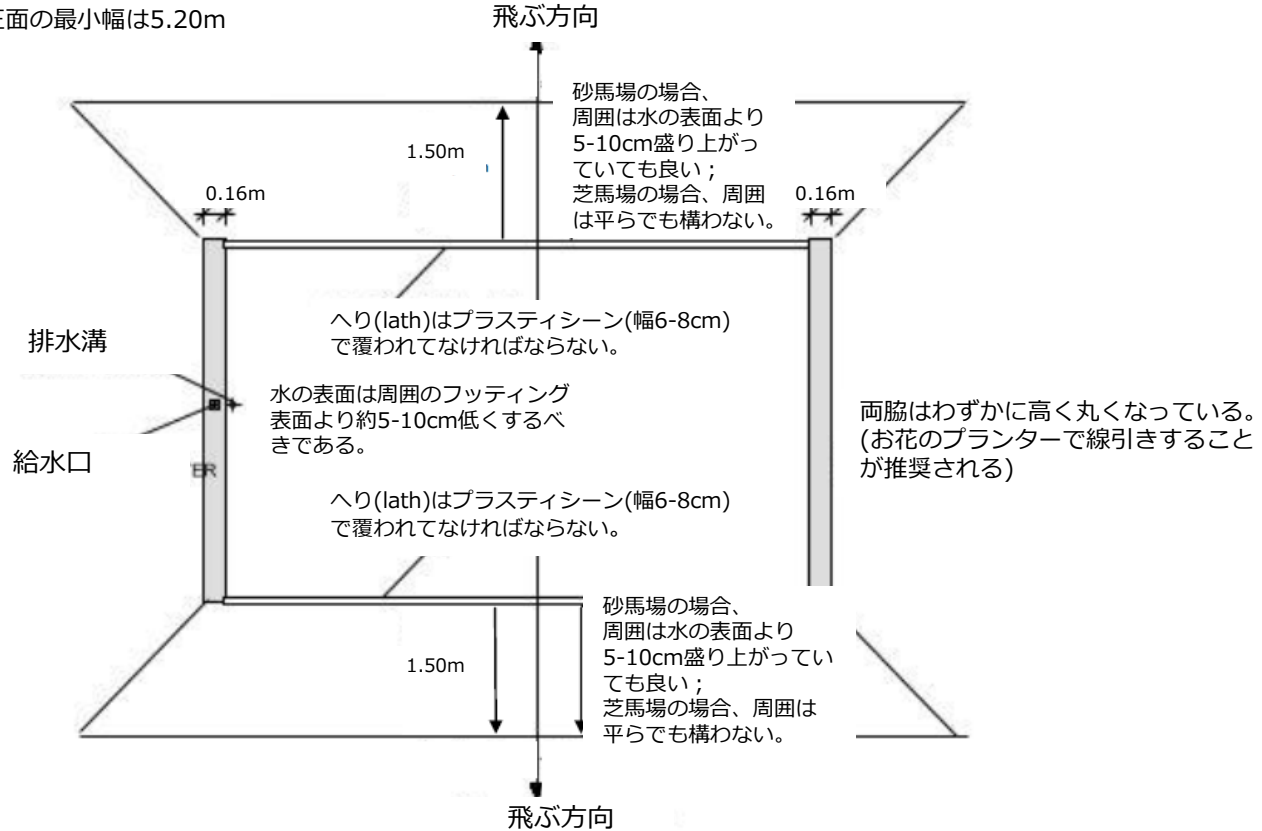 正面の最小幅は5.20m
飛ぶ方向
砂馬場の場合、
周囲は水の表面より
5-10cm盛り上がっ
ていても良い；
芝馬場の場合、周囲
は平らでも構わない。
1.50m
0.16m
0.16m
へり(lath)はプラスティシーン(幅6-8cm)
で覆われてなければならない。
排水溝
水の表面は周囲のフッティング
表面より約5-10cm低くするべ
きである。
両脇はわずかに高く丸くなっている。
(お花のプランターで線引きすること
が推奨される)
給水口
ER
へり(lath)はプラスティシーン(幅6-8cm)
で覆われてなければならない。
砂馬場の場合、
周囲は水の表面より
5-10cm盛り上がってい
ても良い；
芝馬場の場合、周囲は
平らでも構わない。
1.50m
飛ぶ方向